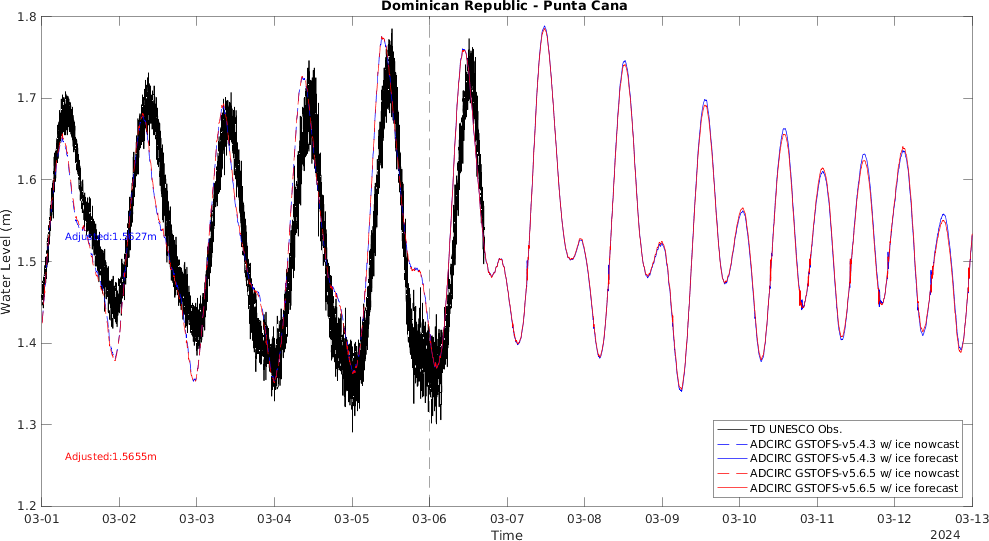 Dominican Republic - Punta Cana
Water Level (m)
1.8
1.7
1.6
1.5
1.4
1.3
1.2
Adjusted:1.5627m
Adjusted:1.5655m
TD UNESCO Obs.
ADCIRC GSTOFS-v5.4.3 w/ ice nowcast
ADCIRC GSTOFS-v5.4.3 w/ ice forecast
ADCIRC GSTOFS-v5.6.5 w/ ice nowcast
ADCIRC GSTOFS-v5.6.5 w/ ice forecast
03-01 03-02 03-03 03-04 03-05 03-06 03-07 03-08 03-09 03-10 03-11 03-12 03-13
Time
2024